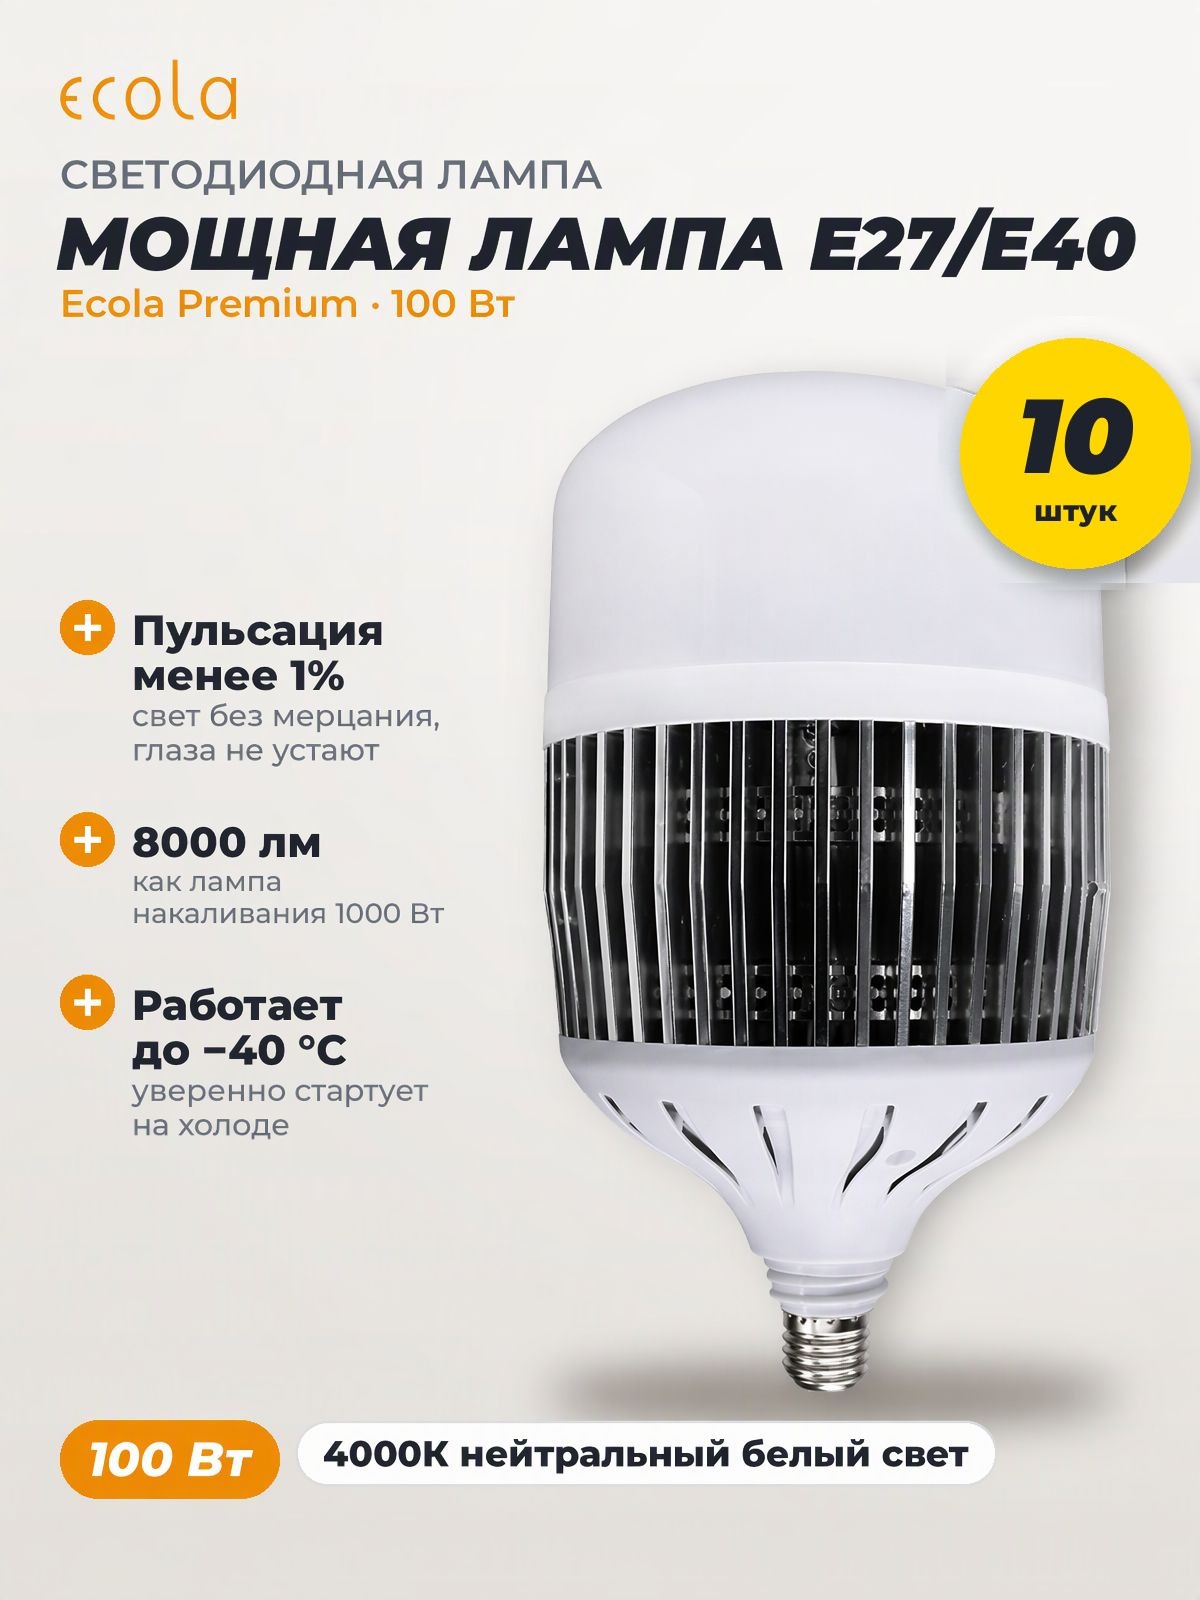 ecola
СВЕТОДИОДНАЯ ЛАМПА
МОЩНАЯ ЛАМПА E27/E40
Ecola Premium · 100 Вт
10
штук
Пульсация
менее 1%
свет без мерцания,
глаза не устают
8000 лм
как лампа
накаливания 1000 Вт
Работает
до −40 °C
уверенно стартует
на холоде
100 Вт
4000К нейтральный белый свет